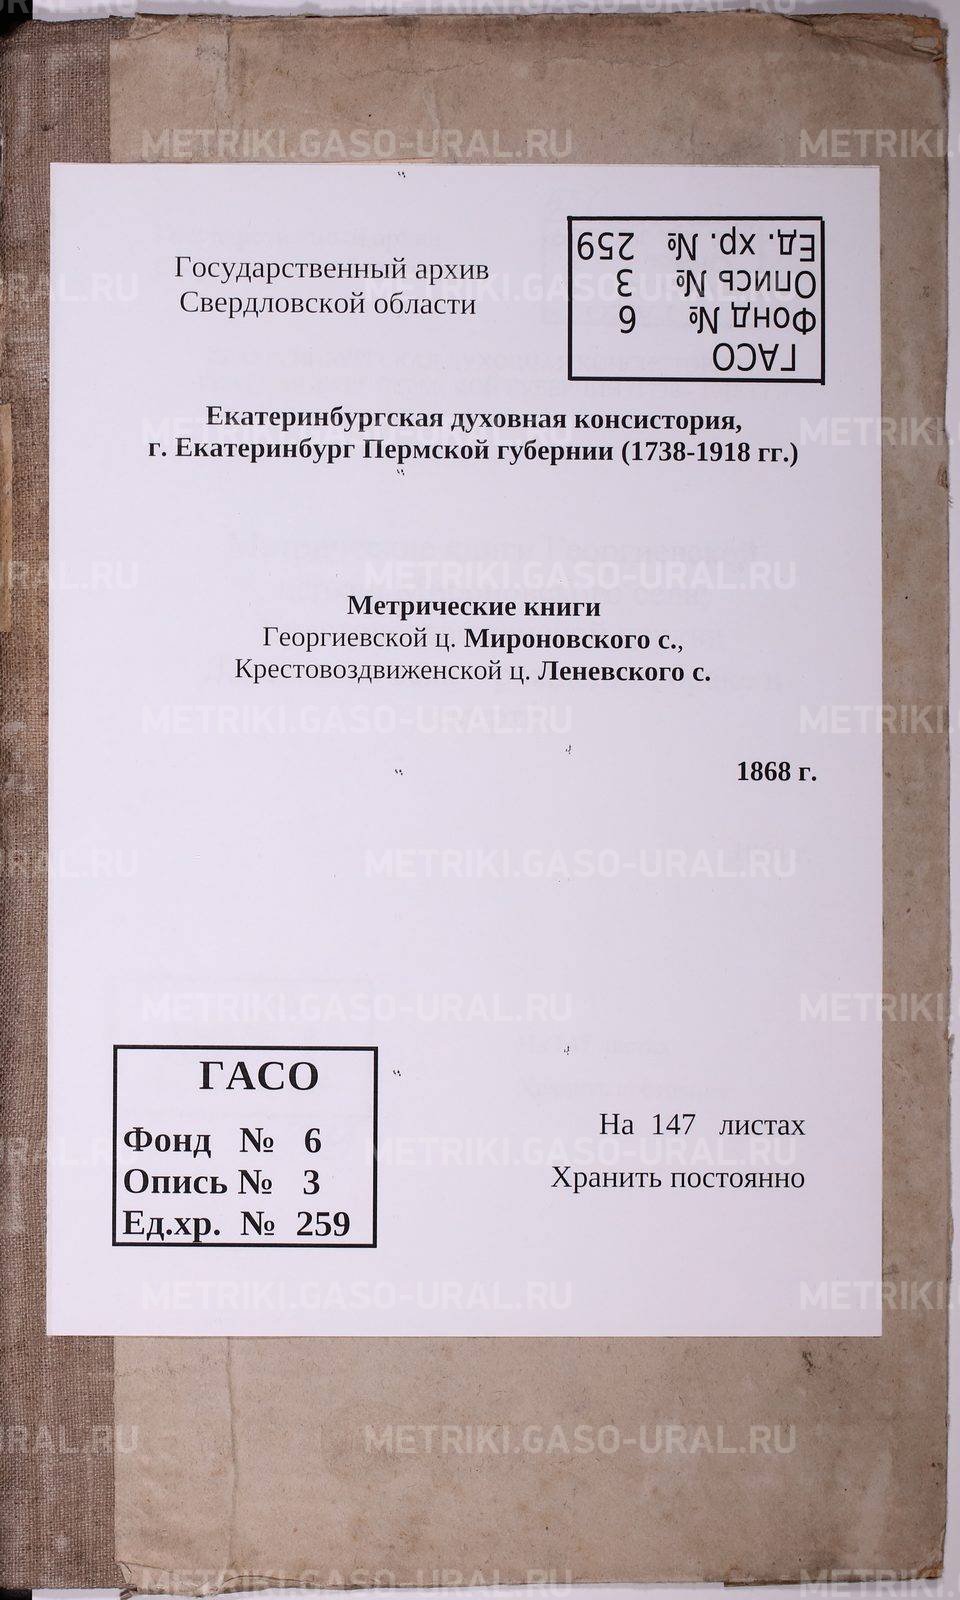 Государственный архив
Свердловской области
ГАСО
Фонд № 6
Опись № 3
Ед. хр. № 259
Екатеринбургская духовная консистория,
г. Екатеринбург Пермской губернии (1738-1918 гг.)
Метрические книги
Георгиевской ц. Мироновского с.,
Крестовоздвиженской ц. Леневского с.
1868 г.
ГАСО
Фонд № 6
Опись № 3
Ед.хр. № 259
На 147 листах
Хранить постоянно
METRIKI.GASO-URAL.RU